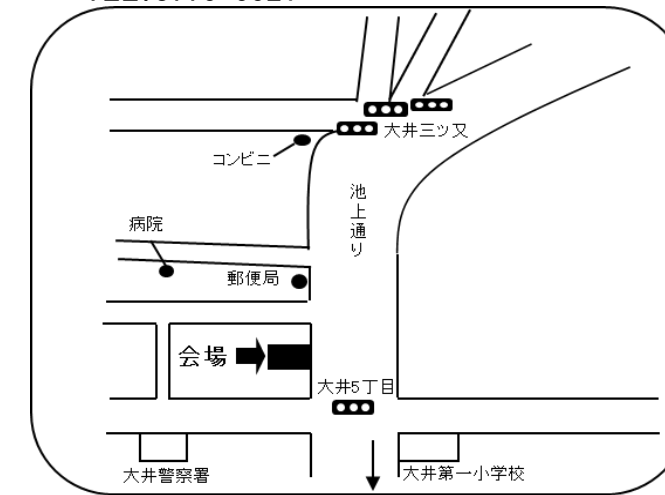 大井三ッ又
コンビニ
池上通り
病院
郵便局
会場
大井5丁目
大井警察署
大井第一小学校